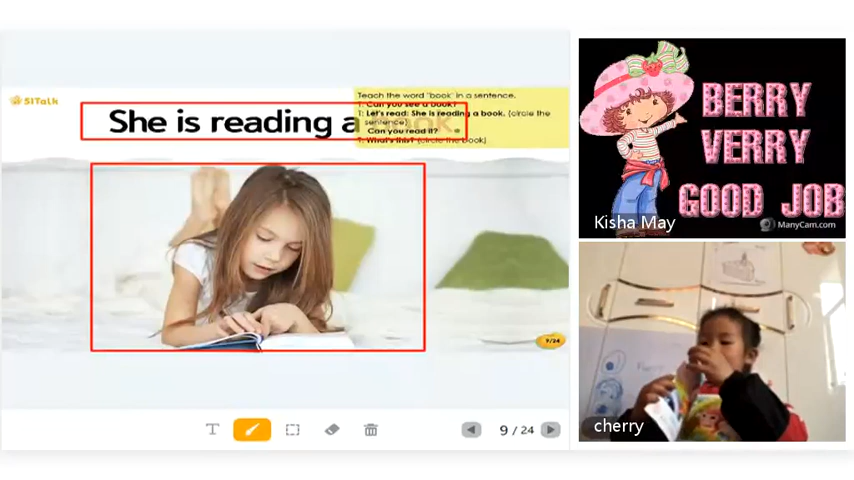 51Talk
She is reading a book.
Teach the word "book" in a sentence.
T: Can you see a book?
T: Let's read: She is reading a book. (circle the
sentence)
Can you read it?
T: What's this? (circle the book)
9/24
T
9 / 24
BERRY
VERRY
GOOD JOB
Kisha May
ManyCam.com
cherry